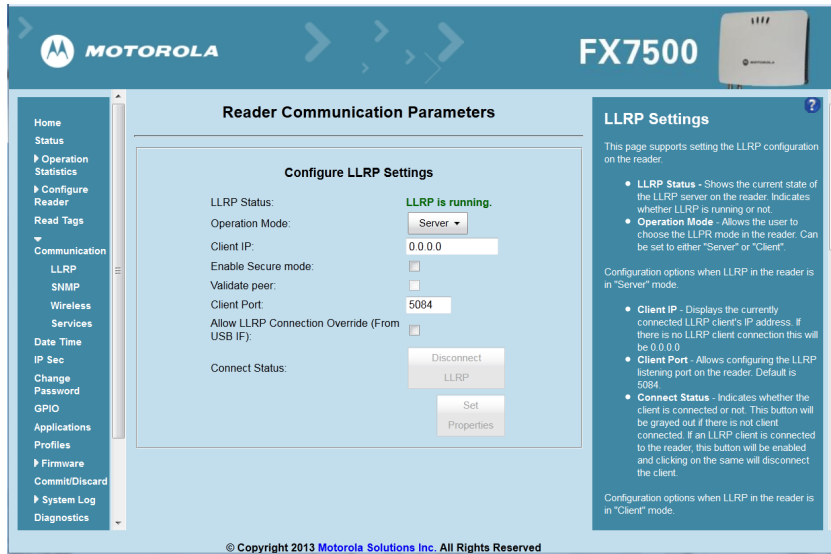 MOTOROLA
FX7500
MOTOROLA
Home
Status
Operation
Statistics
Configure
Reader
Read Tags
Communication
LLRP
SNMP
Wireless
Services
Date Time
IP Sec
Change
Password
GPIO
Applications
Profiles
Firmware
Commit/Discard
System Log
Diagnostics
Reader Communication Parameters
Configure LLRP Settings
LLRP Status: LLRP is running.
Operation Mode: Server
Client IP: 0.0.0.0
Enable Secure mode:
Validate peer:
Client Port: 5084
Allow LLRP Connection Override (From
USB IF):
Connect Status: Disconnect
LLRP
Set
Properties
?
LLRP Settings
This page supports setting the LLRP configuration
on the reader.
LLRP Status - Shows the current state of
the LLRP server on the reader. Indicates
whether LLRP is running or not.
Operation Mode - Allows the user to
choose the LLPR mode in the reader. Can
be set to either "Server" or "Client".
Configuration options when LLRP in the reader is
in "Server" mode.
Client IP - Displays the currently
connected LLRP client's IP address. If
there is no LLRP client connection this will
be 0.0.0.0
Client Port - Allows configuring the LLRP
listening port on the reader. Default is
5084.
Connect Status - Indicates whether the
client is connected or not. This button will
be grayed out if there is not client
connected. If an LLRP client is connected
to the reader, this button will be enabled
and clicking on the same will disconnect
the client.
Configuration options when LLRP in the reader is
in "Client" mode.
© Copyright 2013 Motorola Solutions Inc. All Rights Reserved